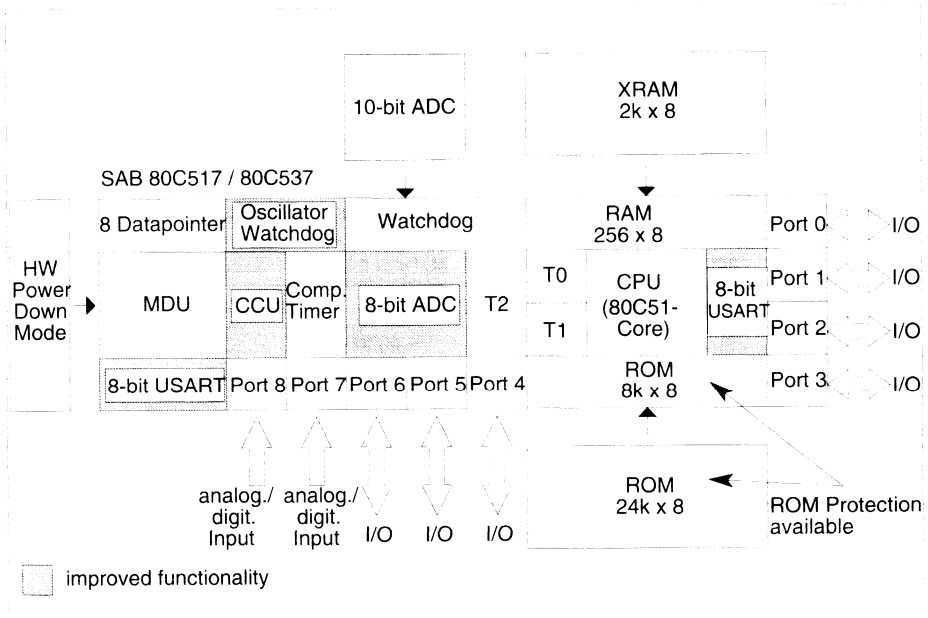 10-bit ADC
XRAM
2k x 8
SAB 80C517 / 80C537
8 Datapointer
Oscillator
Watchdog
Watchdog
RAM
256 x 8
Port 0
I/O
HW
Power
Down
Mode
MDU
CCU
Comp.
Timer
8-bit ADC
T2
T0
T1
CPU
(80C51-
Core)
8-bit
USART
Port 1
I/O
Port 2
I/O
8-bit USART
Port 8
Port 7
Port 6
Port 5
Port 4
ROM
8k x 8
Port 3
I/O
analog./
digit.
Input
analog./
digit.
Input
I/O
I/O
I/O
ROM
24k x 8
ROM Protection
available
improved functionality